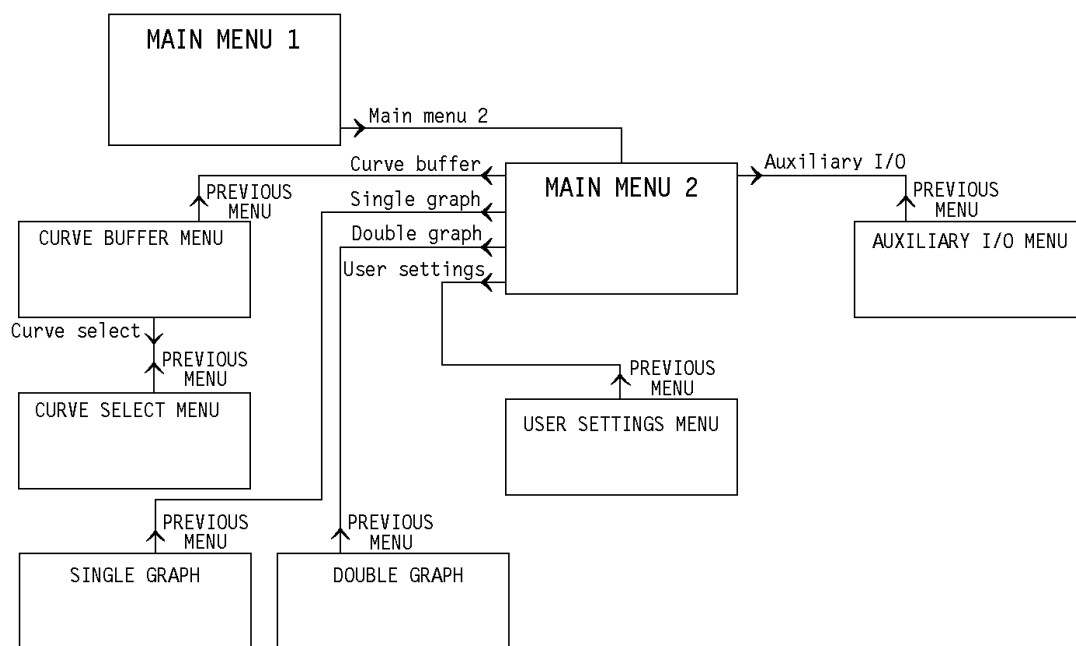 MAIN MENU 1
Main menu 2
Curve buffer
Auxiliary I/O
PREVIOUS
MENU
MAIN MENU 2
PREVIOUS
MENU
Single graph
CURVE BUFFER MENU
Double graph
AUXILIARY I/O MENU
User settings
Curve select
PREVIOUS
MENU
PREVIOUS
MENU
CURVE SELECT MENU
USER SETTINGS MENU
PREVIOUS
MENU
PREVIOUS
MENU
SINGLE GRAPH
DOUBLE GRAPH